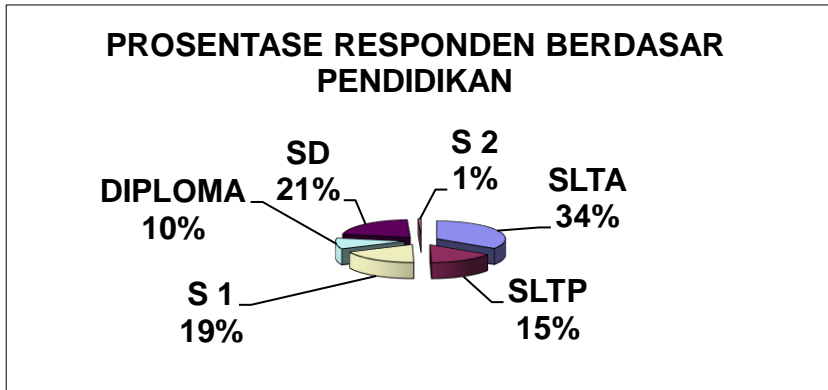 PROSENTASE RESPONDEN BERDASAR
PENDIDIKAN
S 2
1%
SD
21%
SLTA
34%
DIPLOMA
10%
S 1
19%
SLTP
15%